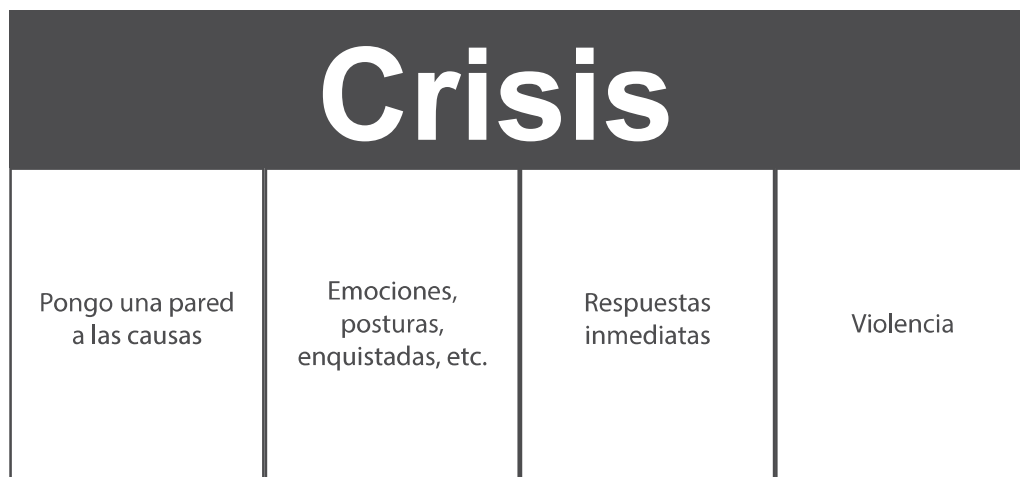 Crisis
Pongo una pared
a las causas
Emociones,
posturas,
enquistadas, etc.
Respuestas
inmediatas
Violencia